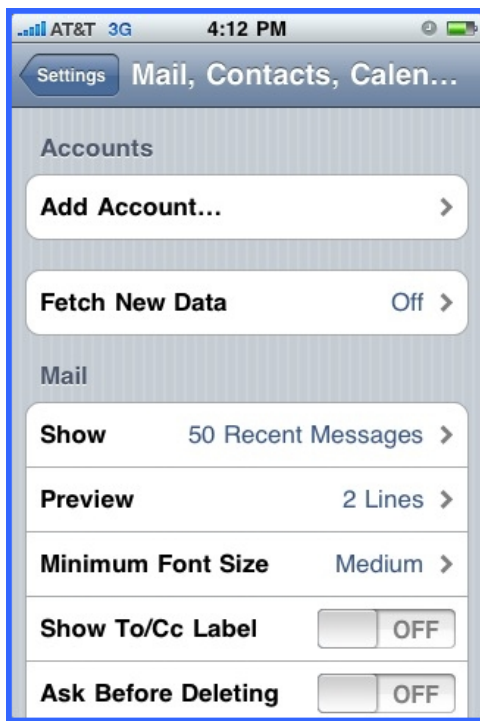 AT&T 3G 4:12 PM
Settings Mail, Contacts, Calen...
Accounts
Add Account...
Fetch New Data Off
Mail
Show 50 Recent Messages
Preview 2 Lines
Minimum Font Size Medium
Show To/Cc Label OFF
Ask Before Deleting OFF